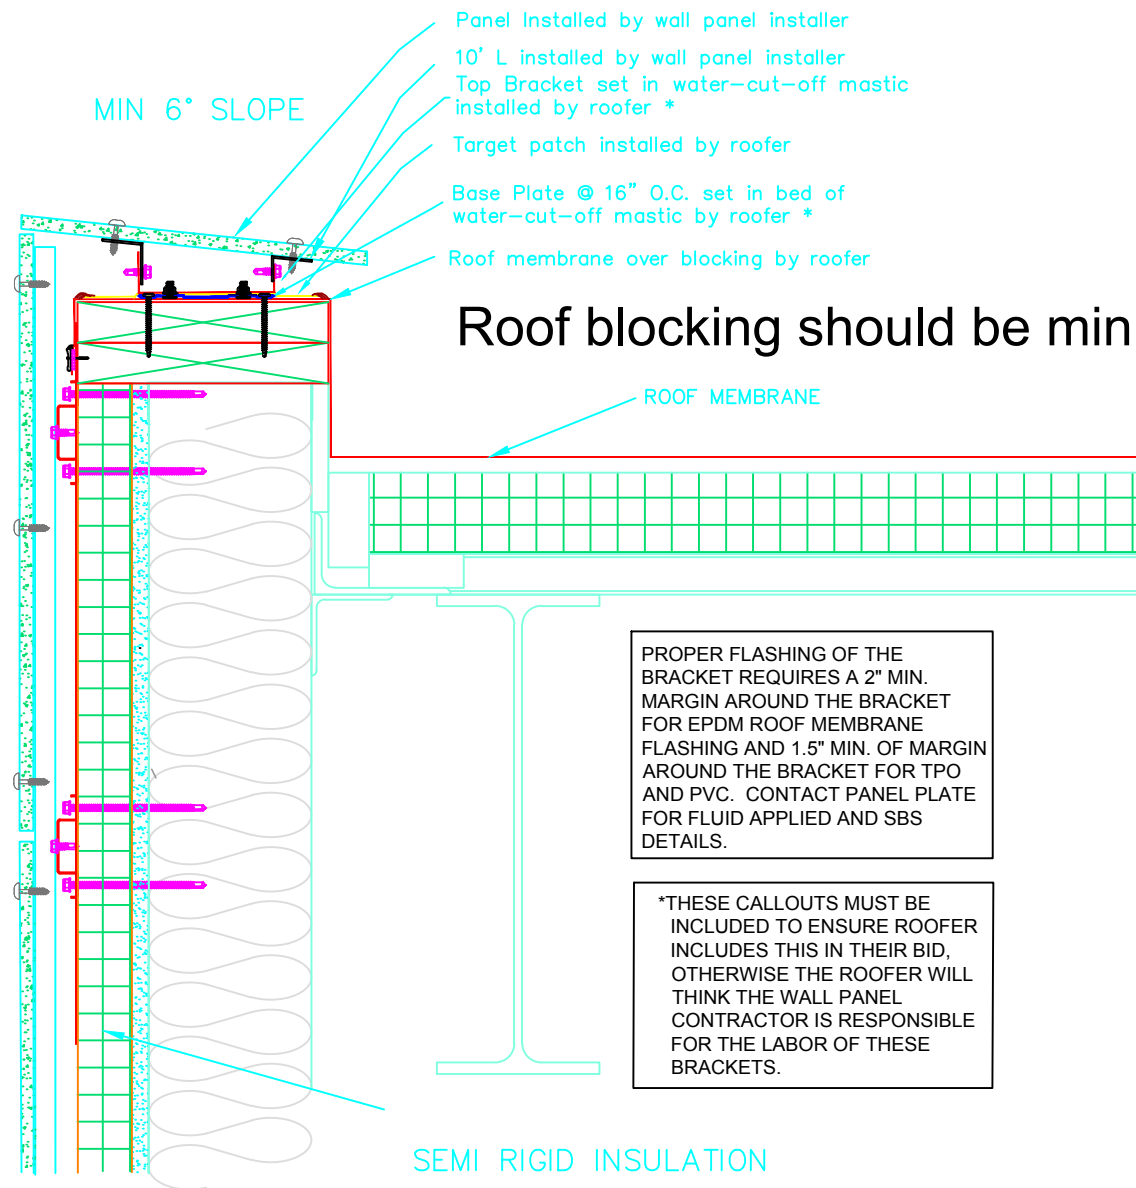 Panel Installed by wall panel installer
10' L installed by wall panel installer
Top Bracket set in water-cut-off mastic
installed by roofer *
MIN 6° SLOPE
Target patch installed by roofer
Base Plate @ 16" O.C. set in bed of
water-cut-off mastic by roofer *
Roof membrane over blocking by roofer
Roof blocking should be min
ROOF MEMBRANE
PROPER FLASHING OF THE
BRACKET REQUIRES A 2" MIN.
MARGIN AROUND THE BRACKET
FOR EPDM ROOF MEMBRANE
FLASHING AND 1.5" MIN. OF MARGIN
AROUND THE BRACKET FOR TPO
AND PVC. CONTACT PANEL PLATE
FOR FLUID APPLIED AND SBS
DETAILS.
*THESE CALLOUTS MUST BE
INCLUDED TO ENSURE ROOFER
INCLUDES THIS IN THEIR BID,
OTHERWISE THE ROOFER WILL
THINK THE WALL PANEL
CONTRACTOR IS RESPONSIBLE
FOR THE LABOR OF THESE
BRACKETS.
SEMI RIGID INSULATION